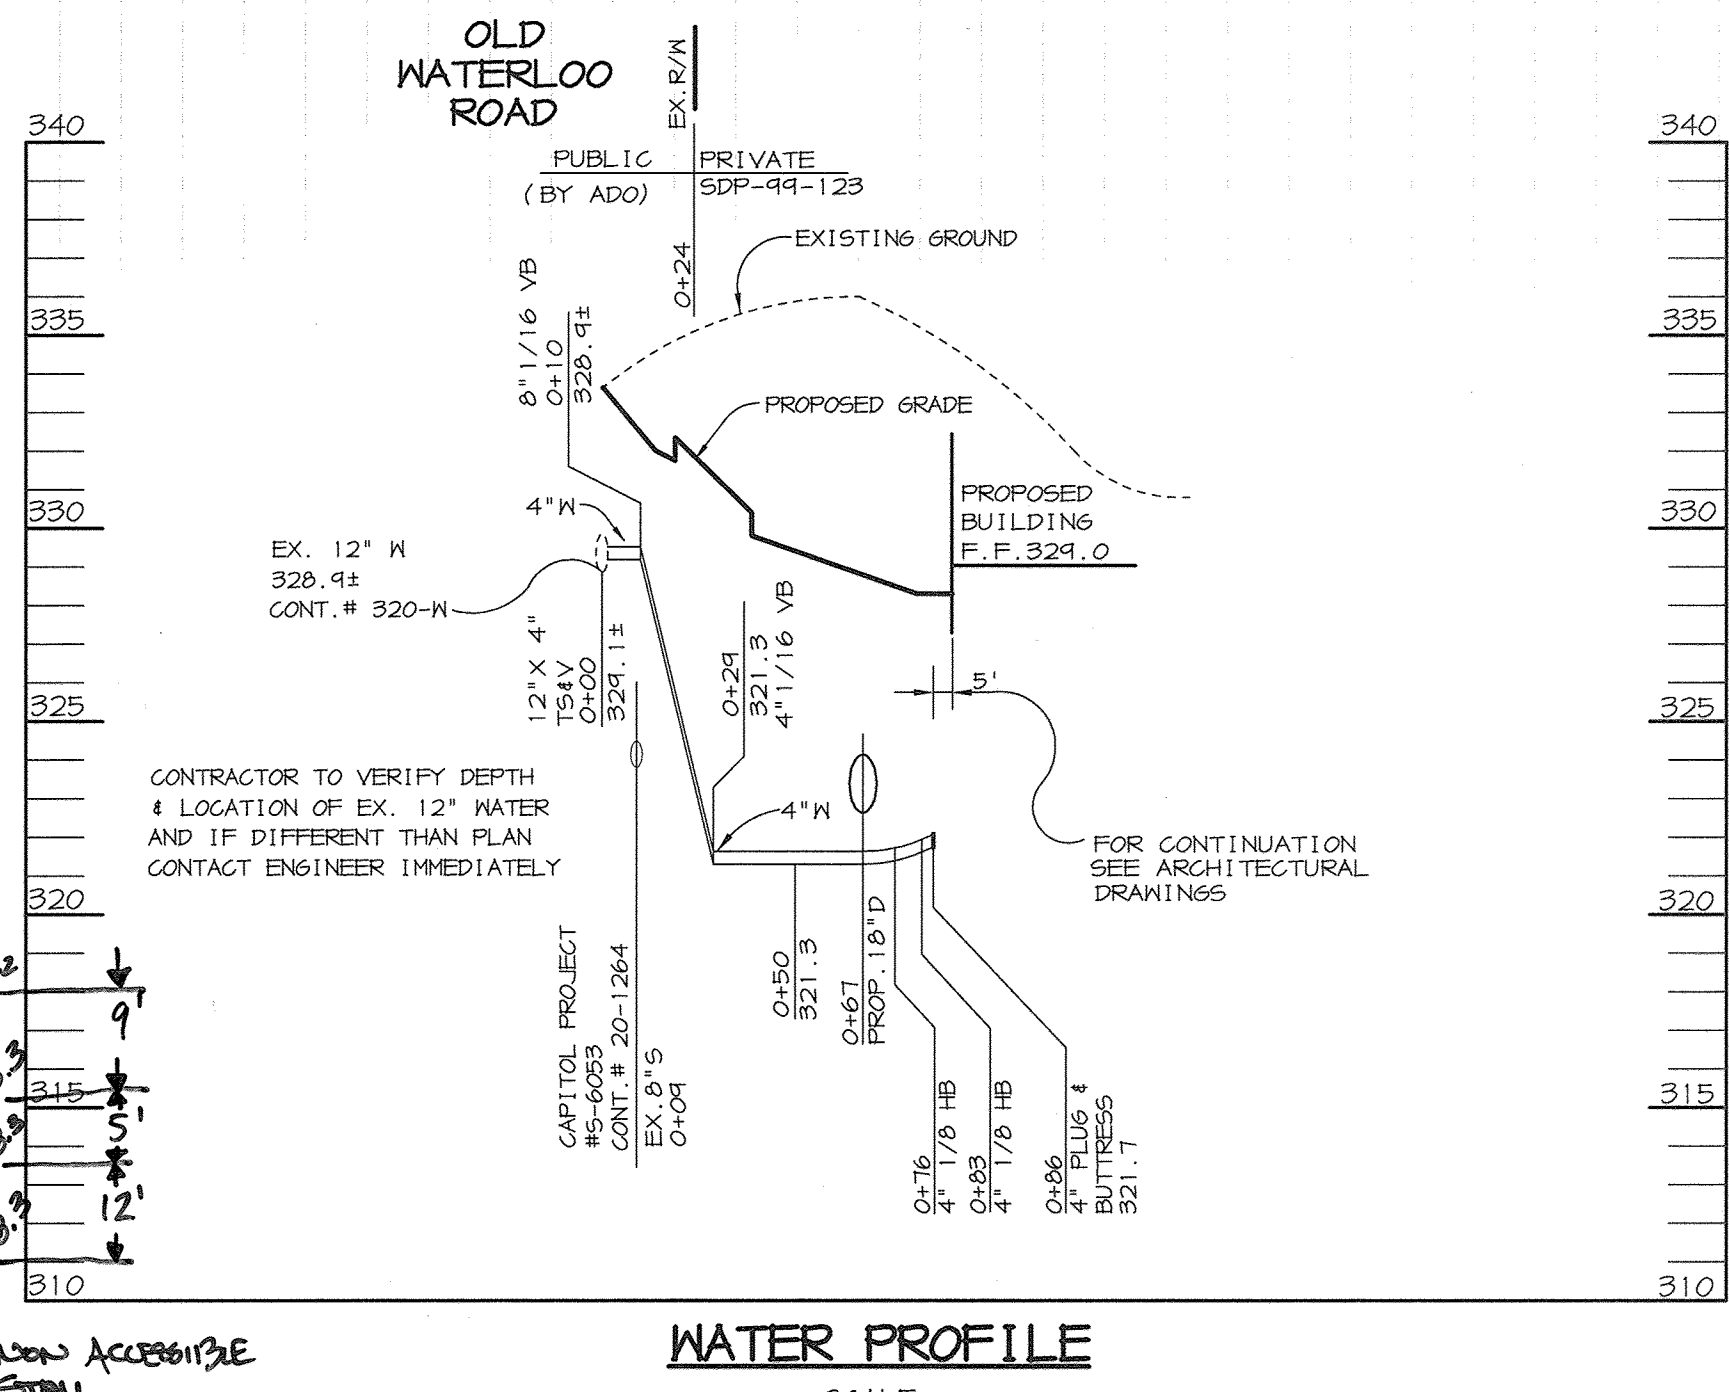 OLD
WATERLOO
ROAD
EX.R/W
340
340
PUBLIC
PRIVATE
(BY ADO)
SDP-99-123
0+24
EXISTING GROUND
8" 1/16 VB
0+10
328.9±
335
335
PROPOSED GRADE
330
330
4"W
PROPOSED
BUILDING
F.F.329.0
EX. 12" W
328.9±
CONT.# 320-W
12"X 4"
TS&V
0+00
329.1±
0+29
321.3
4"1/16 VB
5'
325
325
CONTRACTOR TO VERIFY DEPTH
& LOCATION OF EX. 12" WATER
AND IF DIFFERENT THAN PLAN
CONTACT ENGINEER IMMEDIATELY
4"W
FOR CONTINUATION
SEE ARCHITECTURAL
DRAWINGS
320
320
CAPITOL PROJECT
#S-6053
CONT.# 20-1264
EX.8"S
0+09
0+50
321.3
0+67
PROP.18"D
9'
315
315
5'
12'
0+76
4" 1/8 HB
0+83
4" 1/8 HB
0+86
4" PLUG &
BUTTRESS
321.7
310
310
NON ACCESSIBLE
WATER PROFILE